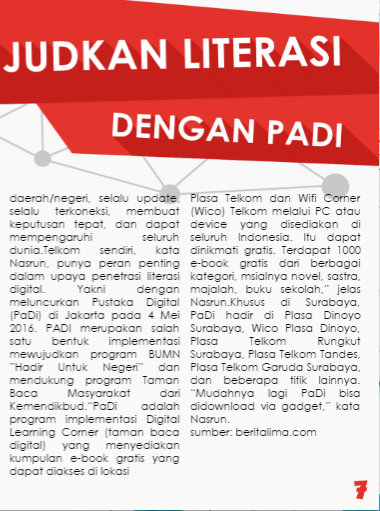 JUDKAN LITERASI
DENGAN PADI
daerah/negeri, selalu update,
selalu terkoneksi, membuat
keputusan tepat, dan dapat
mempengaruhi seluruh
dunia.Telkom sendiri, kata
Nasrun, punya peran penting
dalam upaya penetrasi literasi
digital. Yakni dengan
meluncurkan Pustaka Digital
(PaDi) di Jakarta pada 4 Mei
2016. PADI merupakan salah
satu bentuk implementasi
mewujudkan program BUMN
"Hadir Untuk Negeri" dan
mendukung program Taman
Baca Masyarakat dari
Kemendikbud."PaDi adalah
program implementasi Digital
Learning Corner (taman baca
digital) yang menyediakan
kumpulan e-book gratis yang
dapat diakses di lokasi
Plasa Telkom dan Wifi Corner
(Wico) Telkom melalui PC atau
device yang disediakan di
seluruh Indonesia. Itu dapat
dinikmati gratis. Terdapat 1000
e-book gratis dari berbagai
kategori, msialnya novel, sastra,
majalah, buku sekolah," jelas
Nasrun.Khusus di Surabaya,
PaDi hadir di Plasa Dinoyo
Surabaya, Wico Plasa Dinoyo,
Plasa Telkom Rungkut
Surabaya, Plasa Telkom Tandes,
Plasa Telkom Garuda Surabaya,
dan beberapa titik lainnya.
"Mudahnya lagi PaDi bisa
didownload via gadget," kata
Nasrun.
sumber: beritalima.com
7